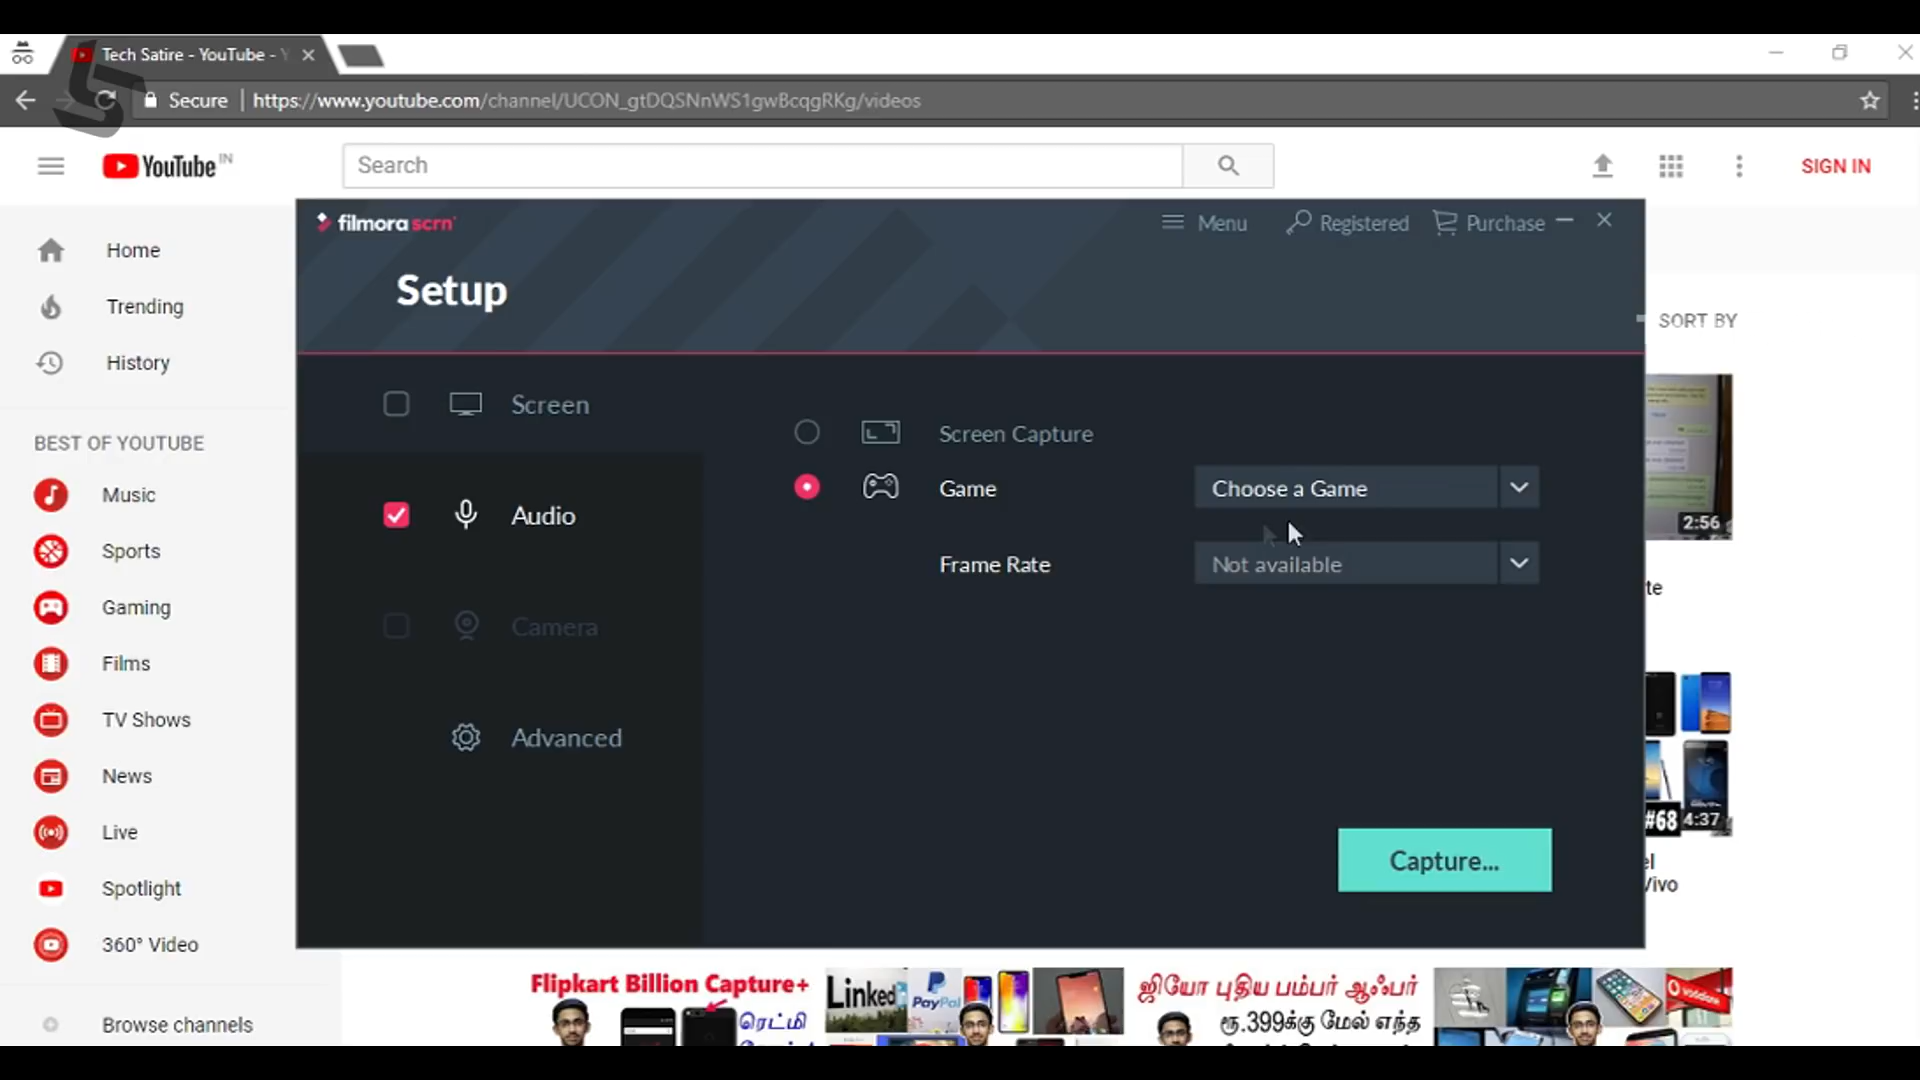 Tech Satire - YouTube -
Secure
https://www.youtube.com/channel/UCON_gtDQSNnWS1gwBcqgRKg/videos
YouTube IN
Search
SIGN IN
Home
Trending
History
BEST OF YOUTUBE
Music
Sports
Gaming
Films
TV Shows
News
Live
Spotlight
360° Video
Browse channels
filmora scrn
Menu
Registered
Purchase
Setup
Screen
Audio
Camera
Advanced
Screen Capture
Game
Choose a Game
Frame Rate
Not available
Capture...
SORT BY
2:56
te
#68
4:37
el
Vivo
Flipkart Billion Capture+
ரெட்மி
Linked
PayPal
ஜியோ புதிய பம்பர் ஆஃபர்
ரூ.399க்கு மேல் எந்த
vodafone